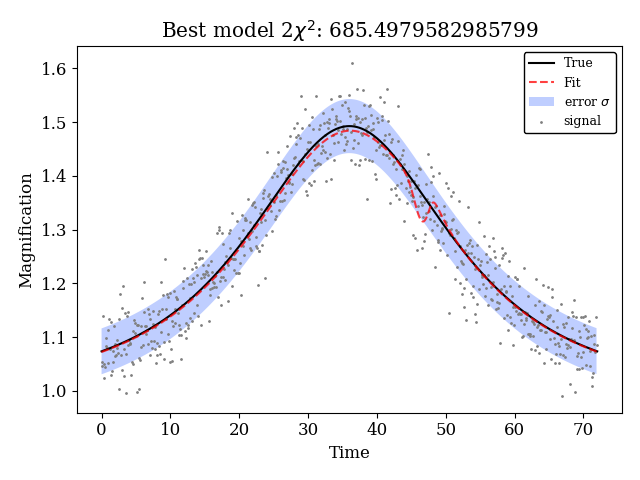 Best model 2χ²: 685.4979582985799
1.6
1.5
1.4
1.3
1.2
1.1
1.0
Magnification
True
Fit
error σ
signal
0 10 20 30 40 50 60 70
Time